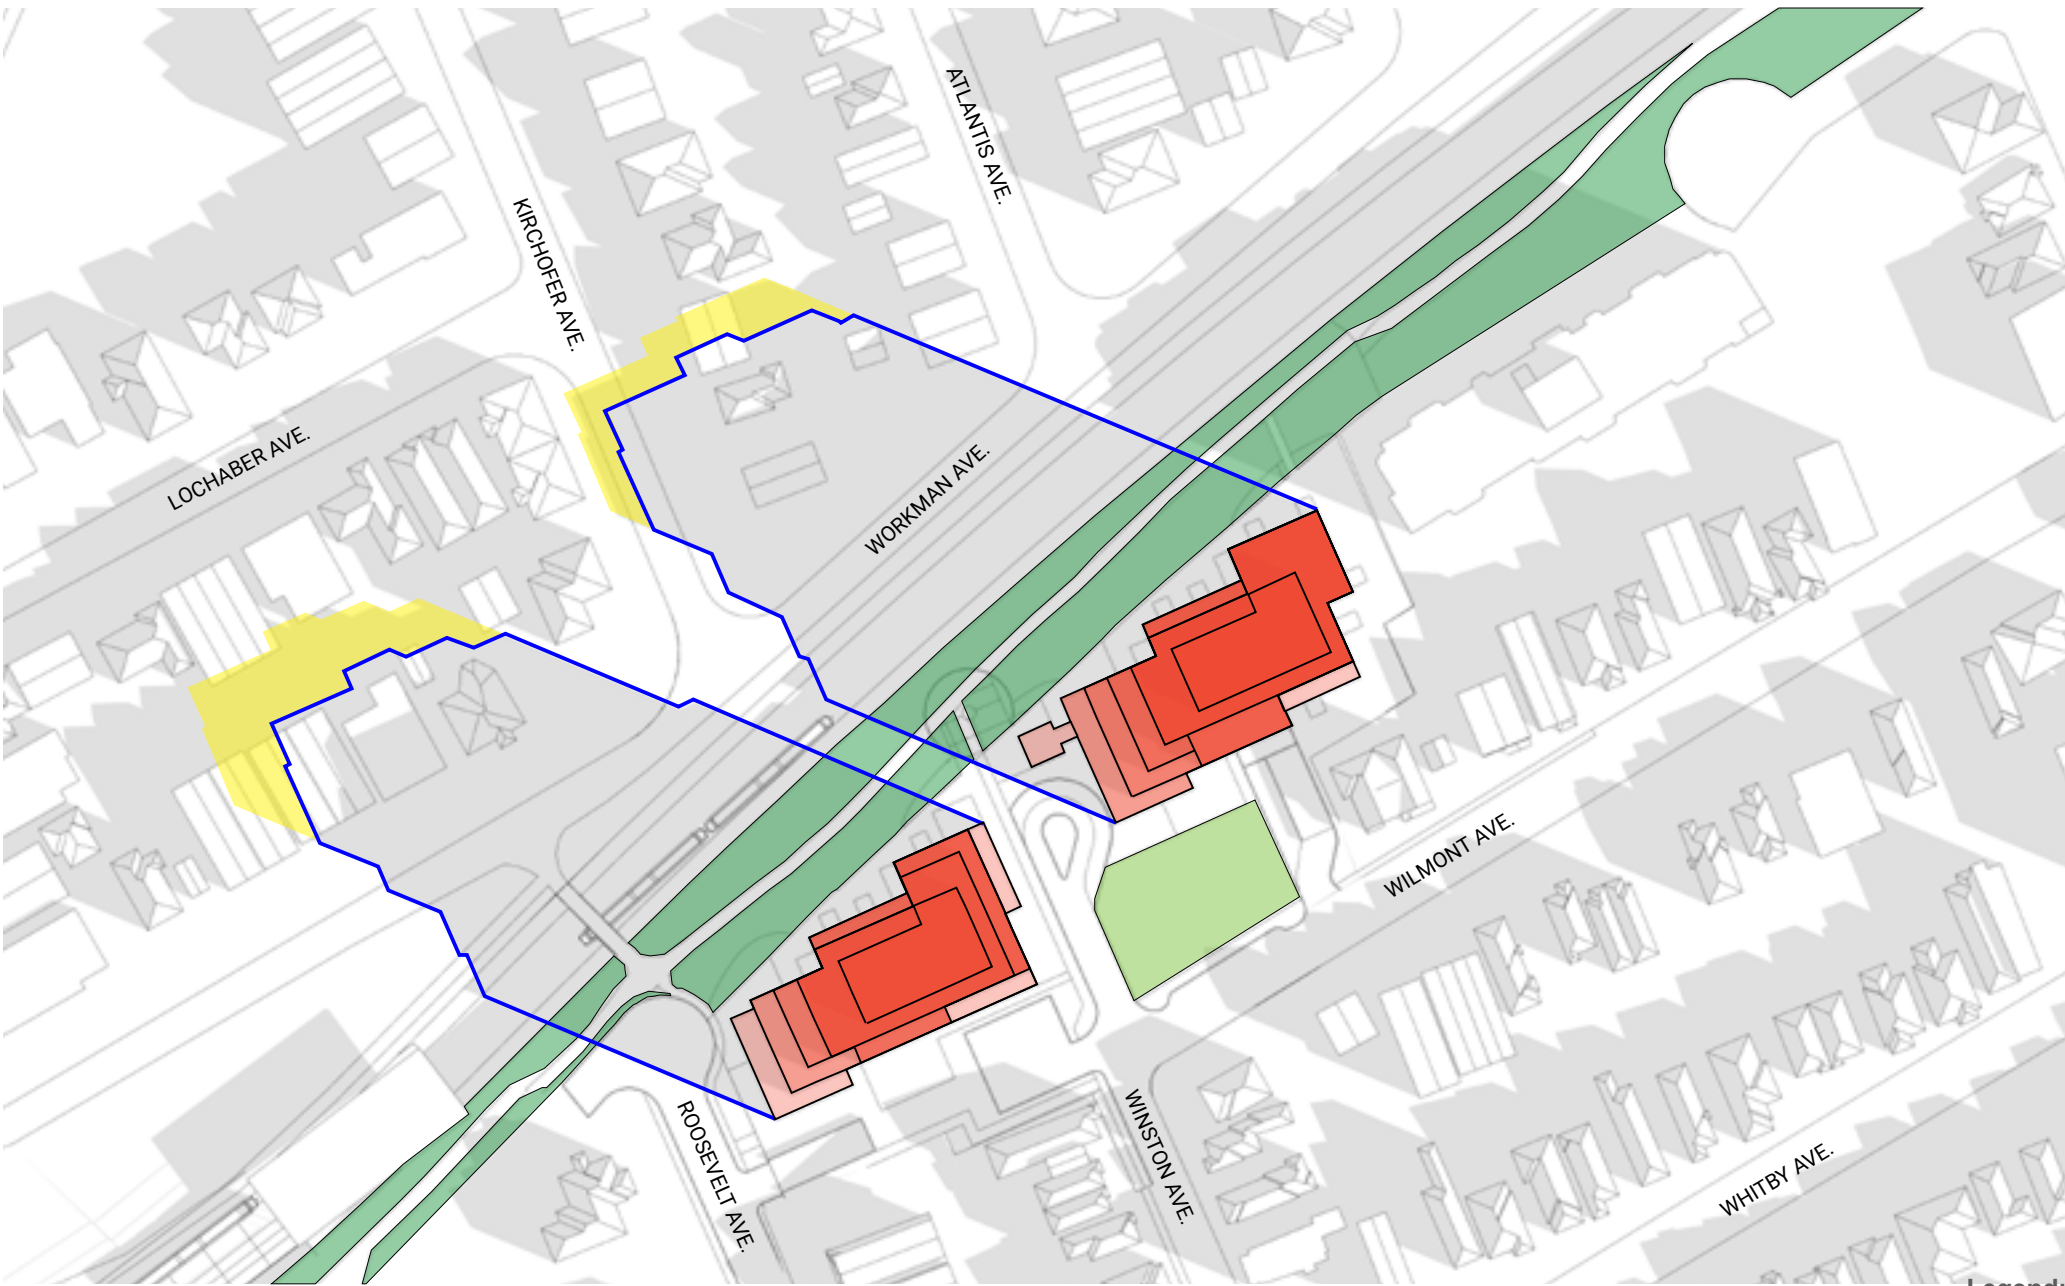 ATLANTIS AVE.
KIRCHOFER AVE.
LOCHABER AVE.
WORKMAN AVE.
WILMONT AVE.
ROOSEVELT AVE.
WINSTON AVE.
WHITBY AVE.